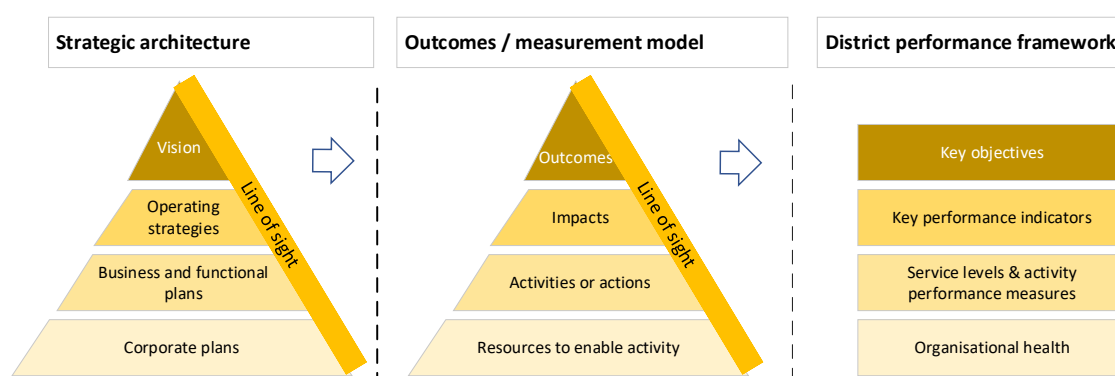 Strategic architecture
Outcomes / measurement model
District performance framework
Vision
Operating
strategies
Business and functional
plans
Corporate plans
Line of sight
Outcomes
Impacts
Activities or actions
Resources to enable activity
Line of sight
Key objectives
Key performance indicators
Service levels & activity
performance measures
Organisational health